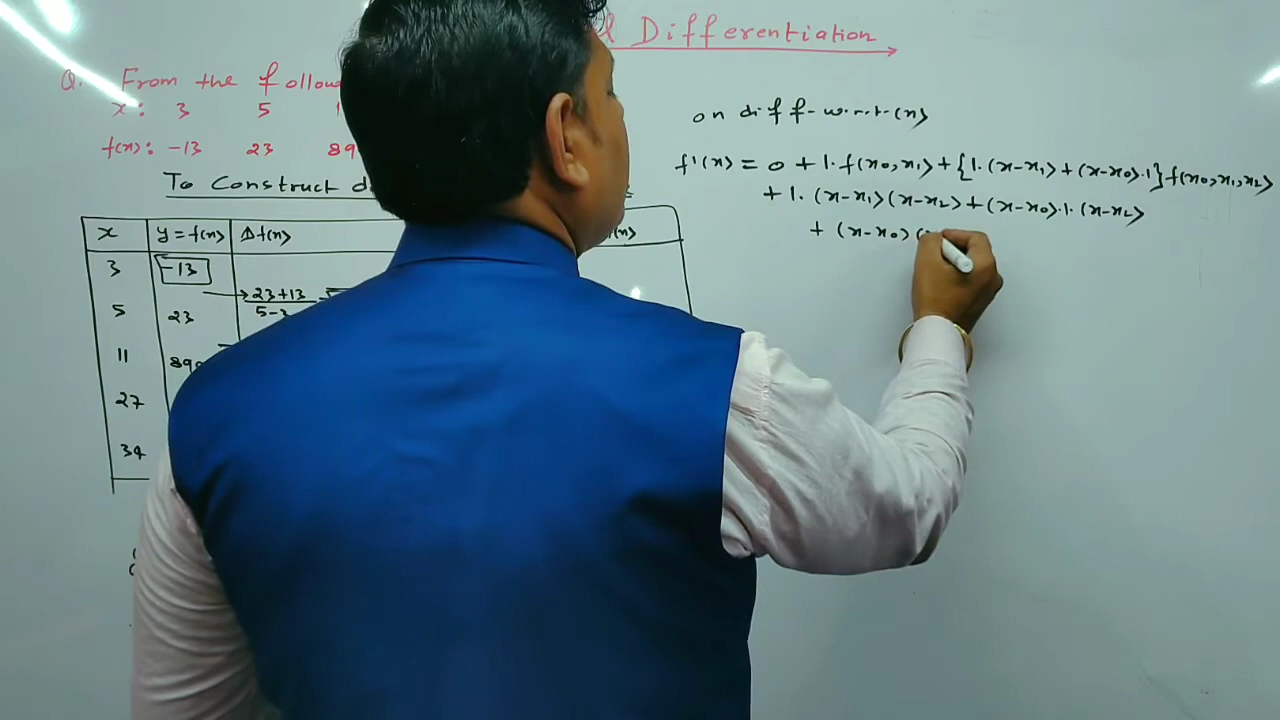 Differentiation
Q. From the follow
x: 3 5
f(x): -13 23 89
To Construct d
x y = f(x) Δ f(x)
3 -13
23+13
5-3
5 23
11 899
27
34
on diff. w.r.t. (x)
f'(x) = 0 + 1. f(x0, x1) + {1. (x-x1) + (x-x0).1} f(x0, x1, x2)
+ 1. (x-x1) (x-x2) + (x-x0).1. (x-x2)
+ (x-x0) (